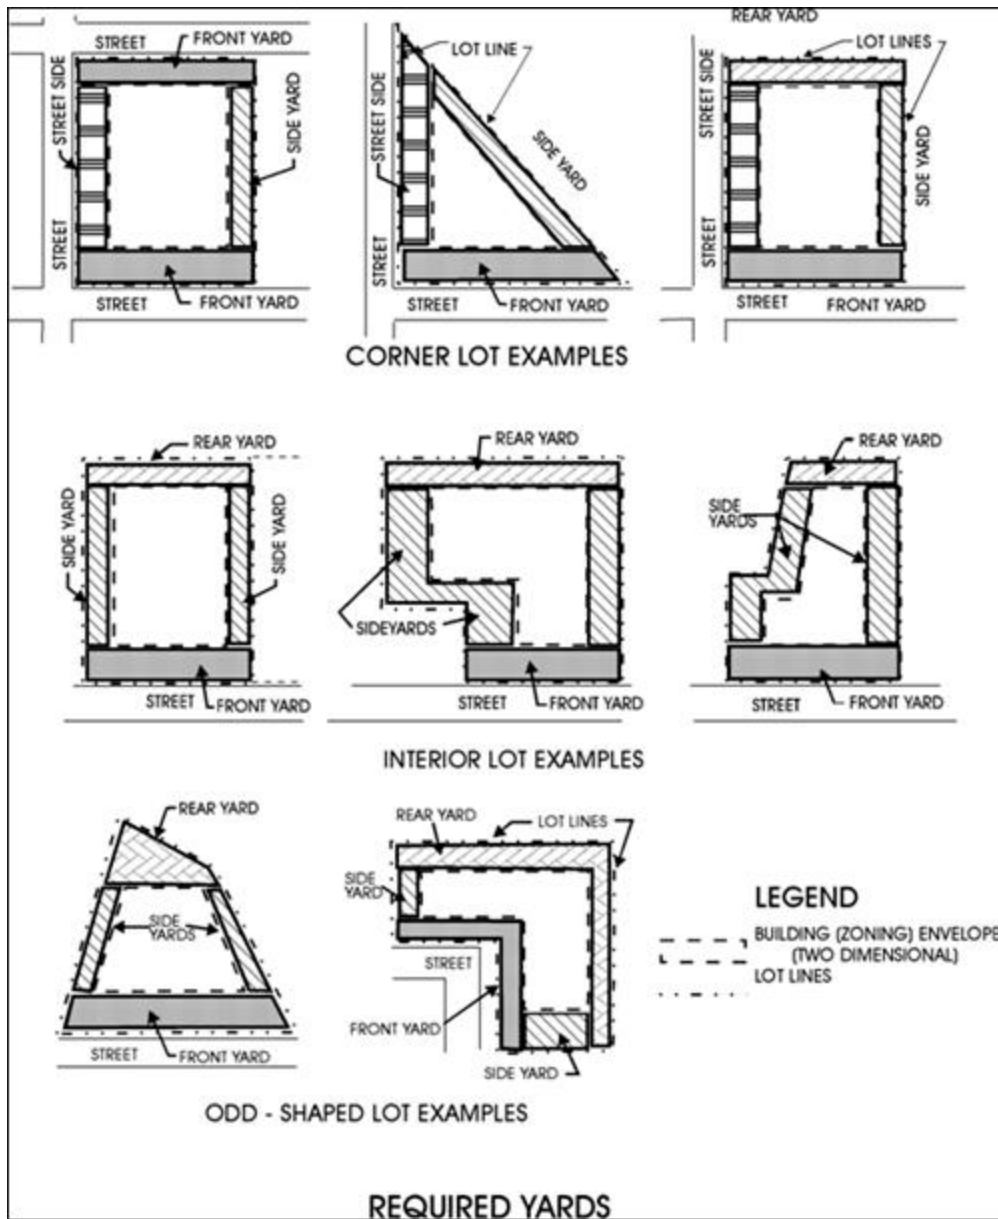 REAR YARD
STREET
FRONT YARD
LOT LINE
LOT LINES
STREET SIDE
SIDE YARD
STREET SIDE
SIDE YARD
STREET SIDE
SIDE YARD
STREET
STREET
STREET
STREET
FRONT YARD
STREET
FRONT YARD
STREET
FRONT YARD
CORNER LOT EXAMPLES
REAR YARD
REAR YARD
REAR YARD
SIDE YARD
SIDE YARD
SIDE
YARDS
SIDEYARDS
STREET
FRONT YARD
STREET
FRONT YARD
STREET
FRONT YARD
INTERIOR LOT EXAMPLES
REAR YARD
REAR YARD
LOT LINES
SIDE
YARD
SIDE
YARDS
STREET
FRONT YARD
SIDE YARD
STREET
FRONT YARD
LEGEND
BUILDING (ZONING) ENVELOPE
(TWO DIMENSIONAL)
LOT LINES
ODD - SHAPED LOT EXAMPLES
REQUIRED YARDS